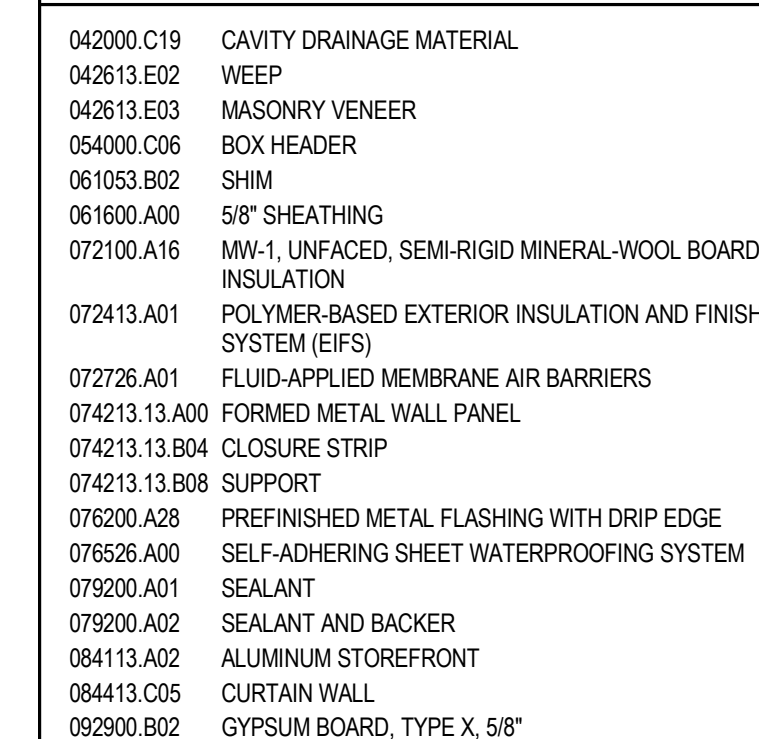 042000.C19 CAVITY DRAINAGE MATERIAL
042613.E02 WEEP
042613.E03 MASONRY VENEER
054000.C06 BOX HEADER
061053.B02 SHIM
061600.A00 5/8" SHEATHING
072100.A16 MW-1, UNFACED, SEMI-RIGID MINERAL-WOOL BOARD
INSULATION
072413.A01 POLYMER-BASED EXTERIOR INSULATION AND FINISH
SYSTEM (EIFS)
072726.A01 FLUID-APPLIED MEMBRANE AIR BARRIERS
074213.13.A00 FORMED METAL WALL PANEL
074213.13.B04 CLOSURE STRIP
074213.13.B08 SUPPORT
076200.A28 PREFINISHED METAL FLASHING WITH DRIP EDGE
076526.A00 SELF-ADHERING SHEET WATERPROOFING SYSTEM
079200.A01 SEALANT
079200.A02 SEALANT AND BACKER
084113.A02 ALUMINUM STOREFRONT
084413.C05 CURTAIN WALL
092900.B02 GYPSUM BOARD, TYPE X, 5/8"